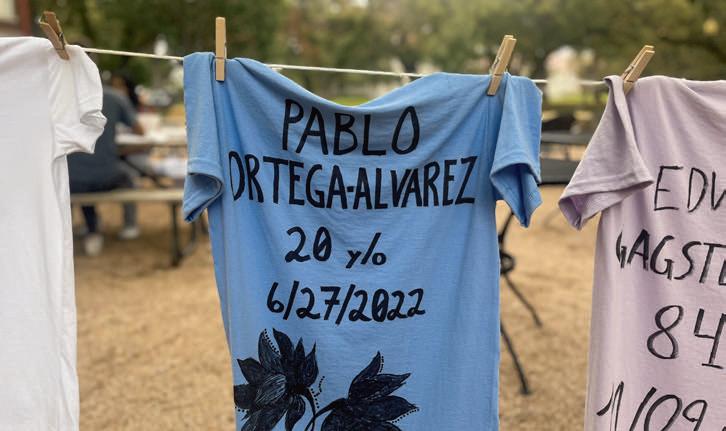 PABLO
ORTEGA-ALVAREZ
20 y/o
6/27/2022
84